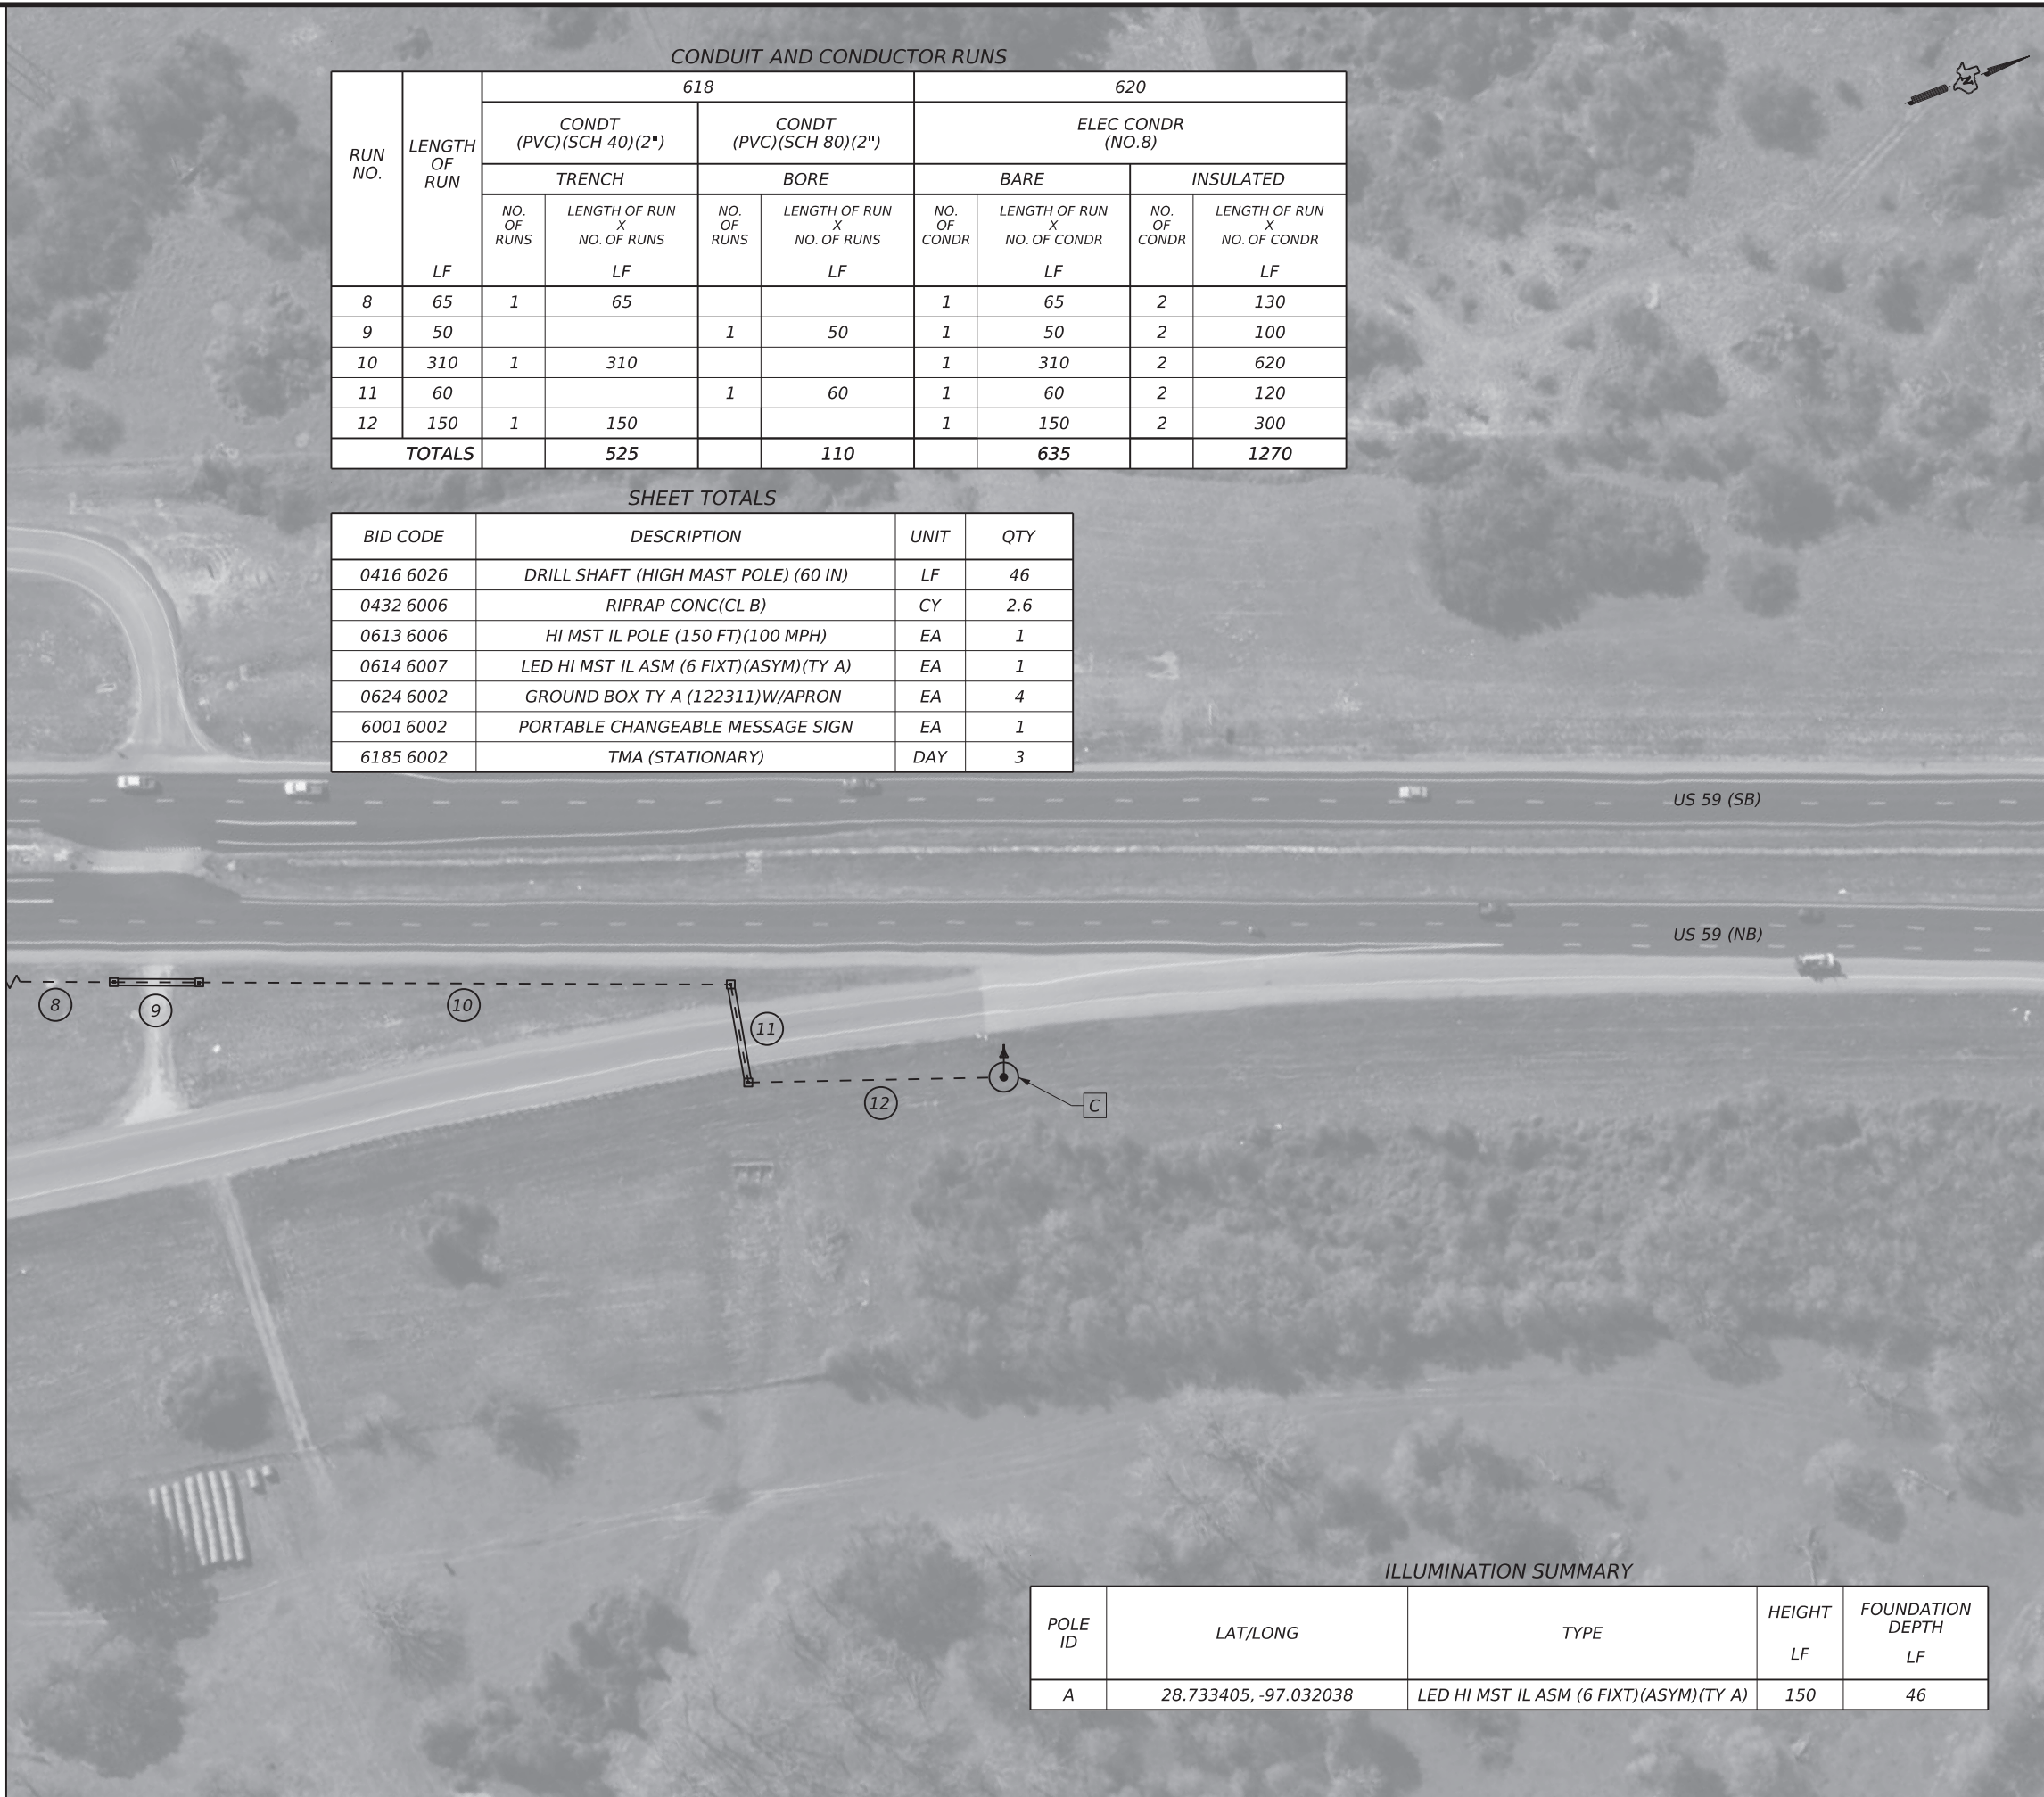 CONDUIT AND CONDUCTOR RUNS
618 620
RUN NO. LENGTH OF RUN CONDT (PVC)(SCH 40)(2") CONDT (PVC)(SCH 80)(2") ELEC CONDR (NO.8)
TRENCH BORE BARE INSULATED
NO. OF RUNS LENGTH OF RUN X NO. OF RUNS NO. OF RUNS LENGTH OF RUN X NO. OF RUNS NO. OF CONDR LENGTH OF RUN X NO. OF CONDR NO. OF CONDR LENGTH OF RUN X NO. OF CONDR
LF LF LF LF LF
8 65 1 65 1 65 2 130
9 50 1 50 1 50 2 100
10 310 1 310 1 310 2 620
11 60 1 60 1 60 2 120
12 150 1 150 1 150 2 300
TOTALS 525 110 635 1270
SHEET TOTALS
BID CODE DESCRIPTION UNIT QTY
0416 6026 DRILL SHAFT (HIGH MAST POLE) (60 IN) LF 46
0432 6006 RIPRAP CONC(CL B) CY 2.6
0613 6006 HI MST IL POLE (150 FT)(100 MPH) EA 1
0614 6007 LED HI MST IL ASM (6 FIXT)(ASYM)(TY A) EA 1
0624 6002 GROUND BOX TY A (122311)W/APRON EA 4
6001 6002 PORTABLE CHANGEABLE MESSAGE SIGN EA 1
6185 6002 TMA (STATIONARY) DAY 3
N
US 59 (SB)
US 59 (NB)
8
9
10
11
12
C
ILLUMINATION SUMMARY
POLE ID LAT/LONG TYPE HEIGHT LF FOUNDATION DEPTH LF
A 28.733405, -97.032038 LED HI MST IL ASM (6 FIXT)(ASYM)(TY A) 150 46